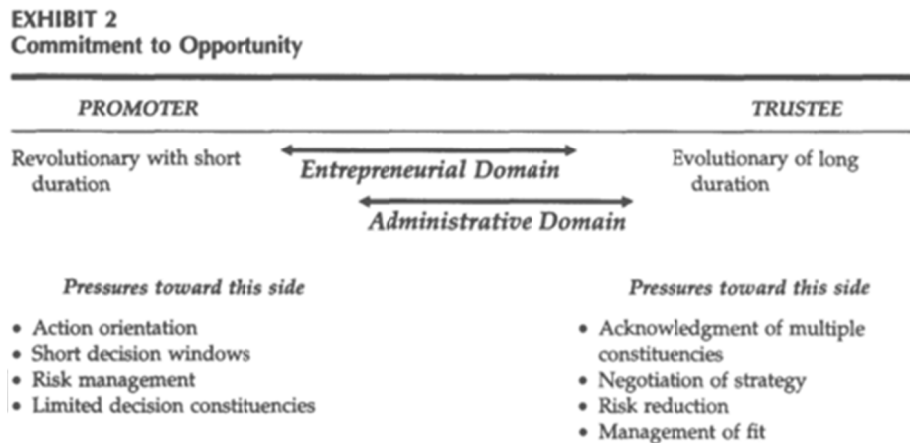 EXHIBIT 2
Commitment to Opportunity
PROMOTER
TRUSTEE
Revolutionary with short
duration
Entrepreneurial Domain
Administrative Domain
Evolutionary of long
duration
Pressures toward this side
• Action orientation
• Short decision windows
• Risk management
• Limited decision constituencies
Pressures toward this side
• Acknowledgment of multiple
constituencies
• Negotiation of strategy
• Risk reduction
• Management of fit